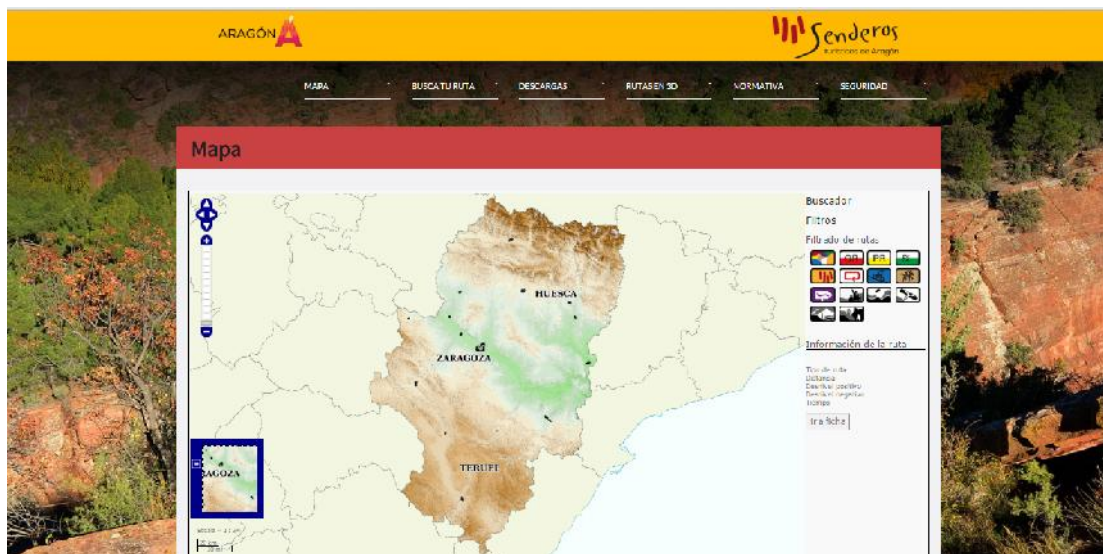 ARAGÓN
Senderos
turísticos de Aragón
MAPA
BUSCA TU RUTA
DESCARGAS
RUTAS EN 3D
NORMATIVA
SEGURIDAD
Mapa
Buscador
Filtros
Filtrado de rutas
GR PR SL
Información de la ruta
Tipo de ruta
Distancia
Desnivel positivo
Desnivel negativo
Tiempo
Ir a ficha
HUESCA
ZARAGOZA
TERUEL
RAGOZA